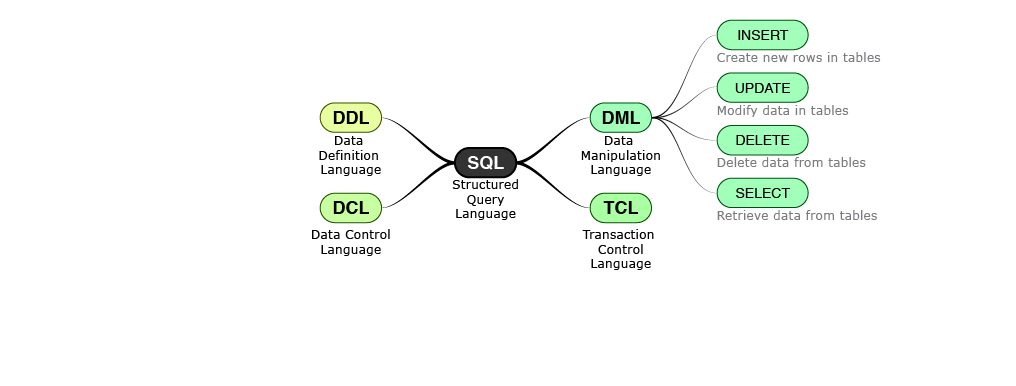 DDL
Data
Definition
Language
DCL
Data Control
Language
SQL
Structured
Query
Language
DML
Data
Manipulation
Language
TCL
Transaction
Control
Language
INSERT
Create new rows in tables
UPDATE
Modify data in tables
DELETE
Delete data from tables
SELECT
Retrieve data from tables